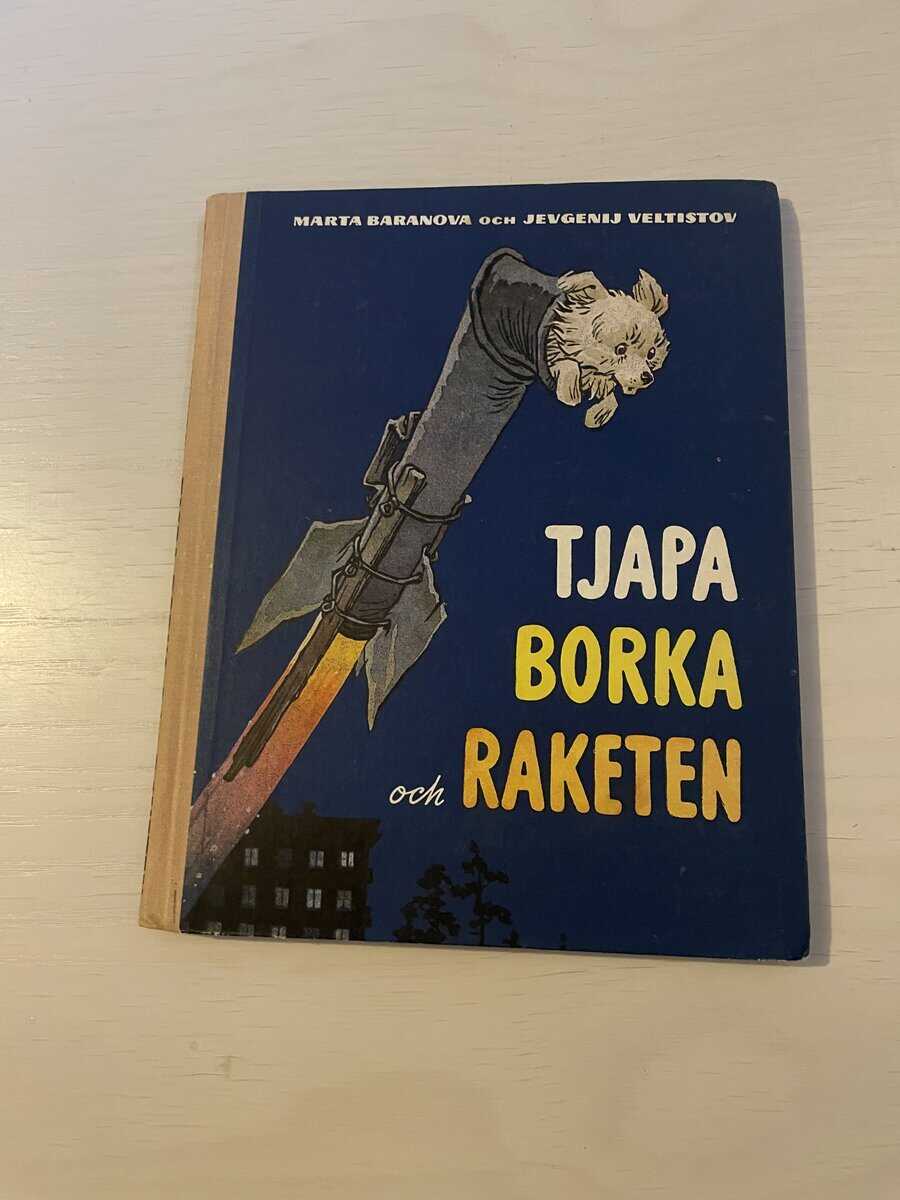 MARTA BARANOVA OCH JEVGENIJ VELTISTOV
TJAPA
BORKA
och RAKETEN